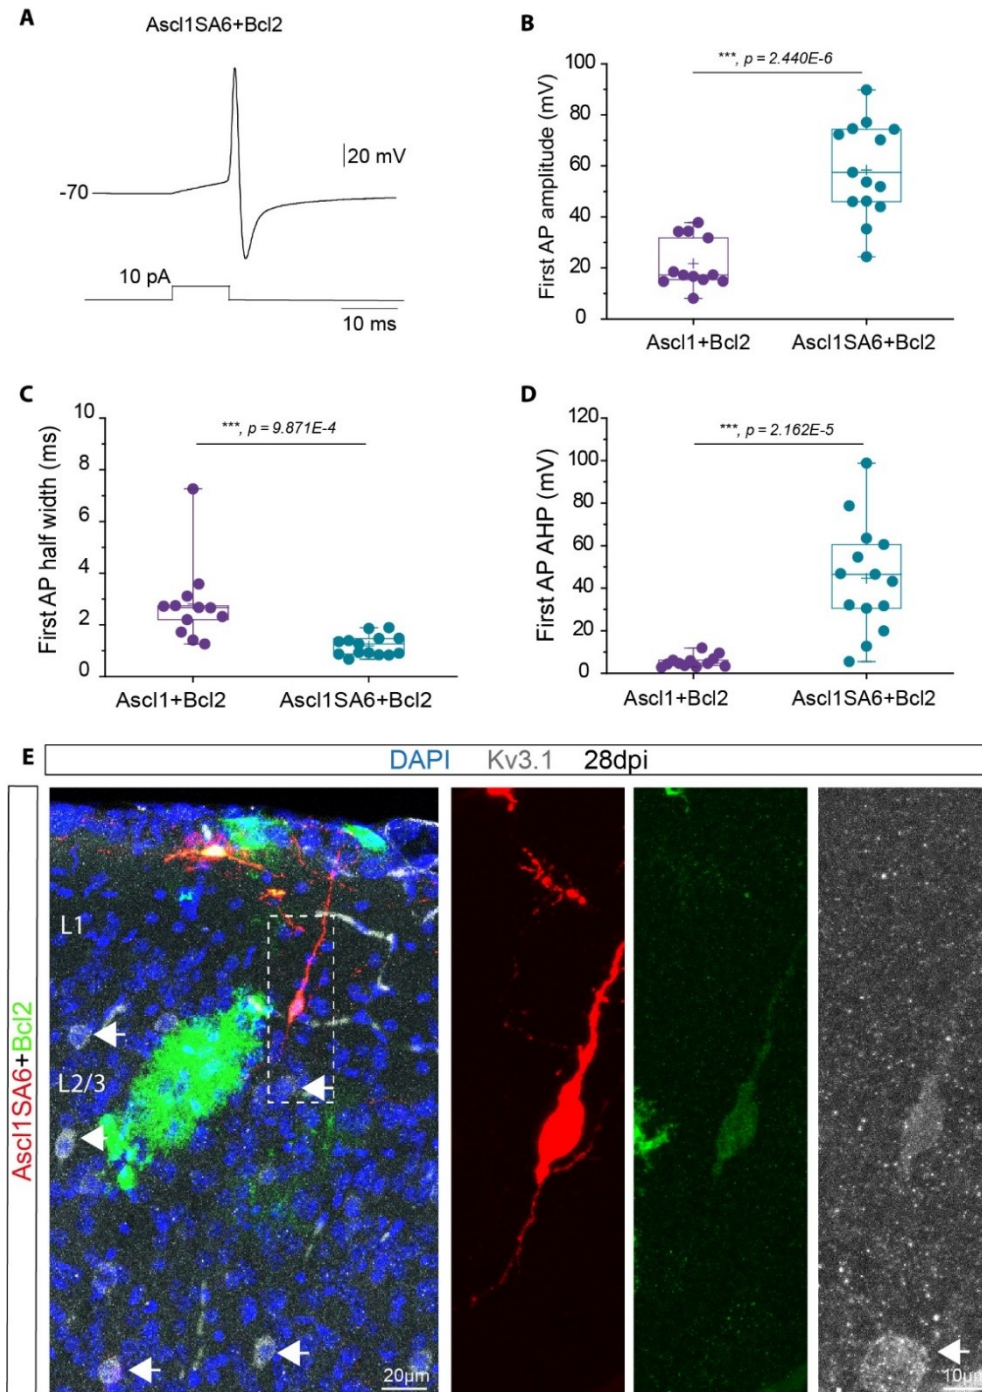 A
Ascl1SA6+Bcl2
20 mV
-70
10 pA
10 ms
B
***, p = 2.440E-6
First AP amplitude (mV)
100
80
60
40
20
0
Ascl1+Bcl2
Ascl1SA6+Bcl2
C
***, p = 9.871E-4
First AP half width (ms)
10
8
6
4
2
0
Ascl1+Bcl2
Ascl1SA6+Bcl2
D
***, p = 2.162E-5
First AP AHP (mV)
120
100
80
60
40
20
0
Ascl1+Bcl2
Ascl1SA6+Bcl2
E
DAPI Kv3.1 28dpi
Ascl1SA6+Bcl2
L1
L2/3
20µm
10µm